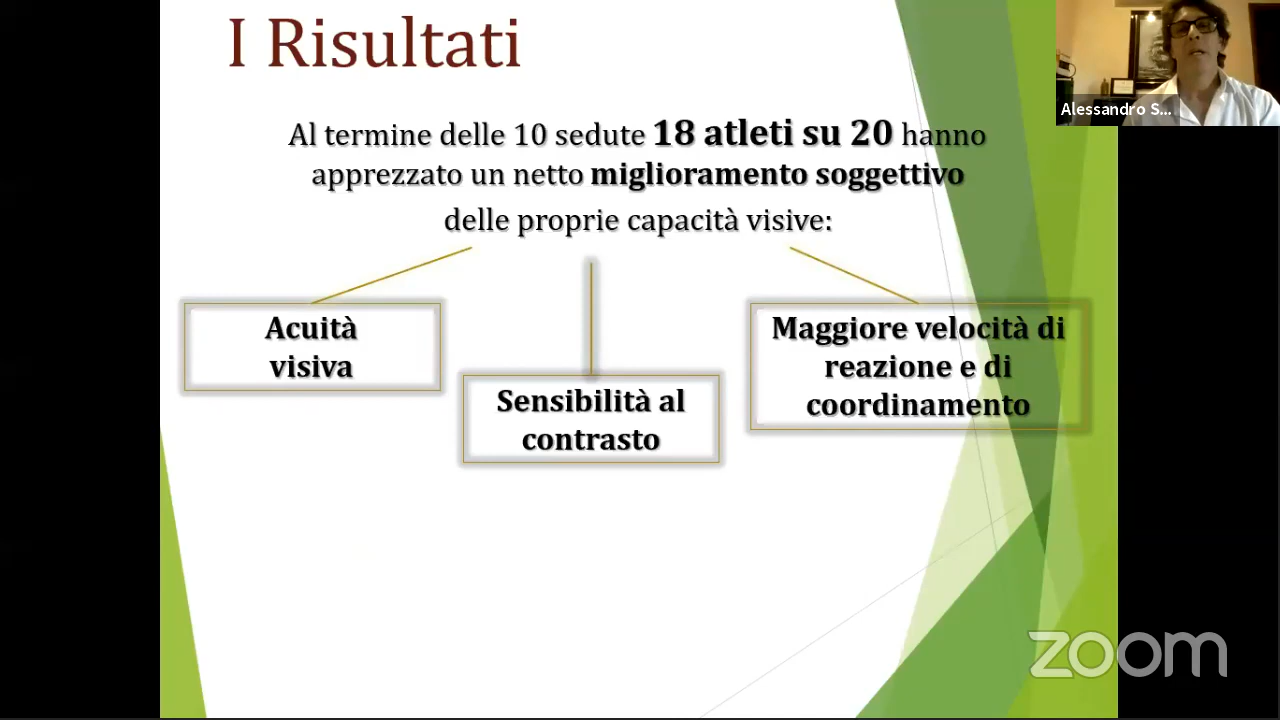 I Risultati
Alessandro S...
Al termine delle 10 sedute 18 atleti su 20 hanno
apprezzato un netto miglioramento soggettivo
delle proprie capacità visive:
Acuità
visiva
Sensibilità al
contrasto
Maggiore velocità di
reazione e di
coordinamento
zoom